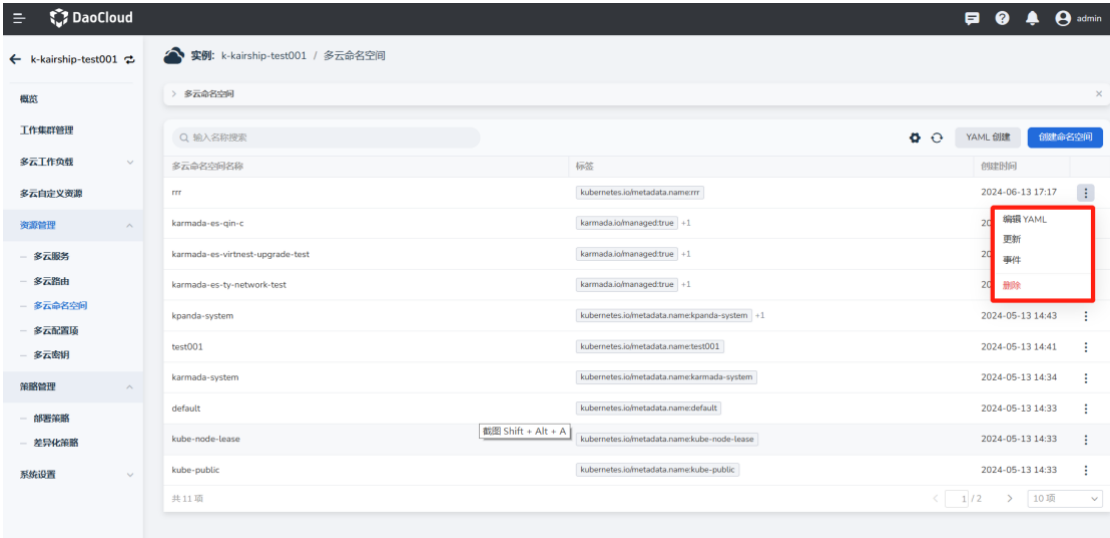 DaoCloud
admin
k-kairship-test001
实例: k-kairship-test001 / 多云命名空间
概览
工作集群管理
多云工作负载
多云自定义资源
资源管理
多云服务
多云路由
多云命名空间
多云配置项
多云密钥
策略管理
部署策略
差异化策略
系统设置
多云命名空间
输入名称搜索
YAML 创建
创建命名空间
多云命名空间名称 标签 创建时间
rrr kubernetes.io/metadata.name:rrr 2024-06-13 17:17
karmada-es-qin-c karmada.io/managed:true +1 20
karmada-es-virtnest-upgrade-test karmada.io/managed:true +1
karmada-es-ty-network-test karmada.io/managed:true +1 20
编辑 YAML
更新
事件
删除
kpanda-system kubernetes.io/metadata.name:kpanda-system +1 2024-05-13 14:43
test001 kubernetes.io/metadata.name:test001 2024-05-13 14:41
karmada-system kubernetes.io/metadata.name:karmada-system 2024-05-13 14:34
default kubernetes.io/metadata.name:default 2024-05-13 14:33
截图 Shift + Alt + A
kube-node-lease kubernetes.io/metadata.name:kube-node-lease 2024-05-13 14:33
kube-public kubernetes.io/metadata.name:kube-public 2024-05-13 14:33
共 11 项
1 / 2
10 项